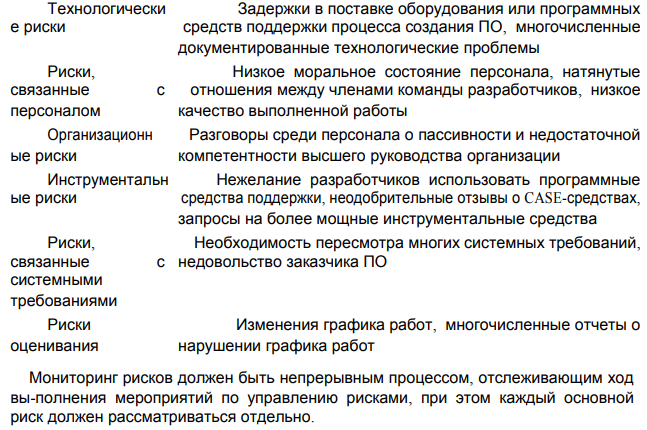 Технологически Задержки в поставке оборудования или программных
е риски средств поддержки процесса создания ПО, многочисленные
документированные технологические проблемы
Риски, Низкое моральное состояние персонала, натянутые
связанные с отношения между членами команды разработчиков, низкое
персоналом качество выполненной работы
Организационн Разговоры среди персонала о пассивности и недостаточной
ые риски компетентности высшего руководства организации
Инструментальн Нежелание разработчиков использовать программные
ые риски средства поддержки, неодобрительные отзывы о CASE-средствах,
запросы на более мощные инструментальные средства
Риски, Необходимость пересмотра многих системных требований,
связанные с недовольство заказчика ПО
системными
требованиями
Риски Изменения графика работ, многочисленные отчеты о
оценивания нарушении графика работ
Мониторинг рисков должен быть непрерывным процессом, отслеживающим ход
вы-полнения мероприятий по управлению рисками, при этом каждый основной
риск должен рассматриваться отдельно.